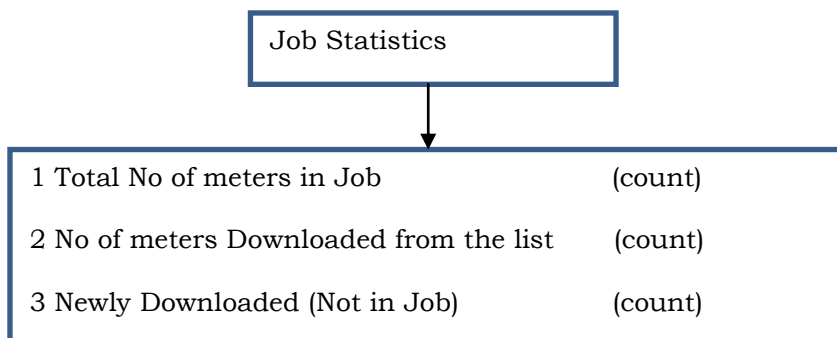 Job Statistics
1 Total No of meters in Job (count)
2 No of meters Downloaded from the list (count)
3 Newly Downloaded (Not in Job) (count)